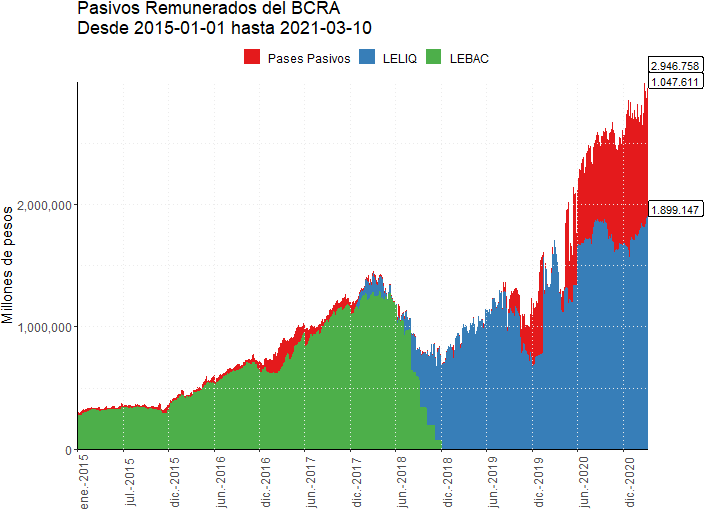 Pasivos Remunerados del BCRA
Desde 2015-01-01 hasta 2021-03-10
Pases Pasivo LELIQ LEBAC
2.946.758
1.047.611
1.899.147
Millones de pesos
2,000,000
1,000,000
0
ene.-2015
jul.-2015
dic.-2015
jun.-2016
dic.-2016
jun.-2017
dic.-2017
jun.-2018
dic.-2018
jun.-2019
dic.-2019
jun.-2020
dic.-2020